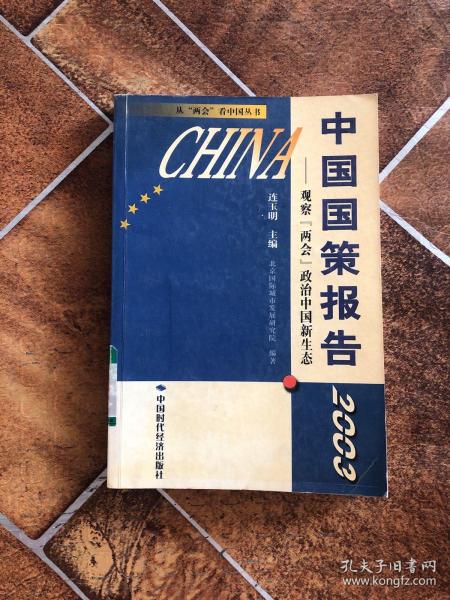 从“两会”看中国丛书
CHINA
中国国策报告
2003
——观察『两会』政治中国新生态
连玉明 主编
北京国际城市发展研究院 编著
中国时代经济出版社
孔夫子旧书网
www.kongfz.com